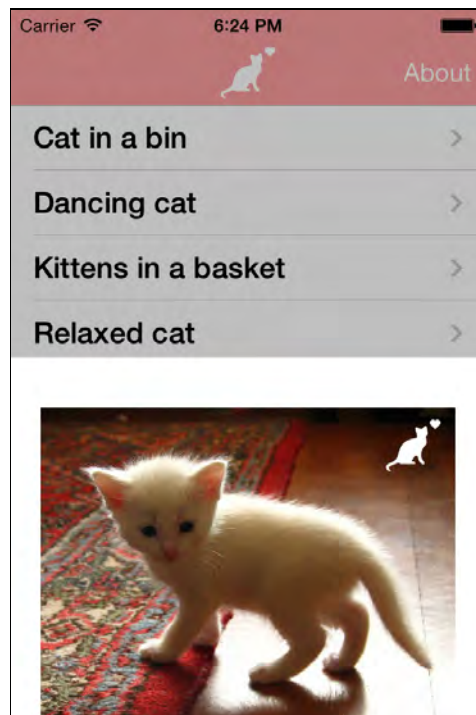 Carrier 6:24 PM
About
Cat in a bin
Dancing cat
Kittens in a basket
Relaxed cat